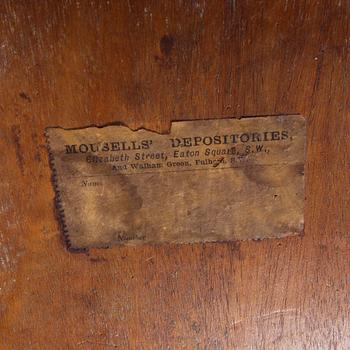 MOUSELLS' DEPOSITORIES,
Elizabeth Street, Eaton Square, S.W.,
And Walham Green, Fulham, S.W.
Name
Number